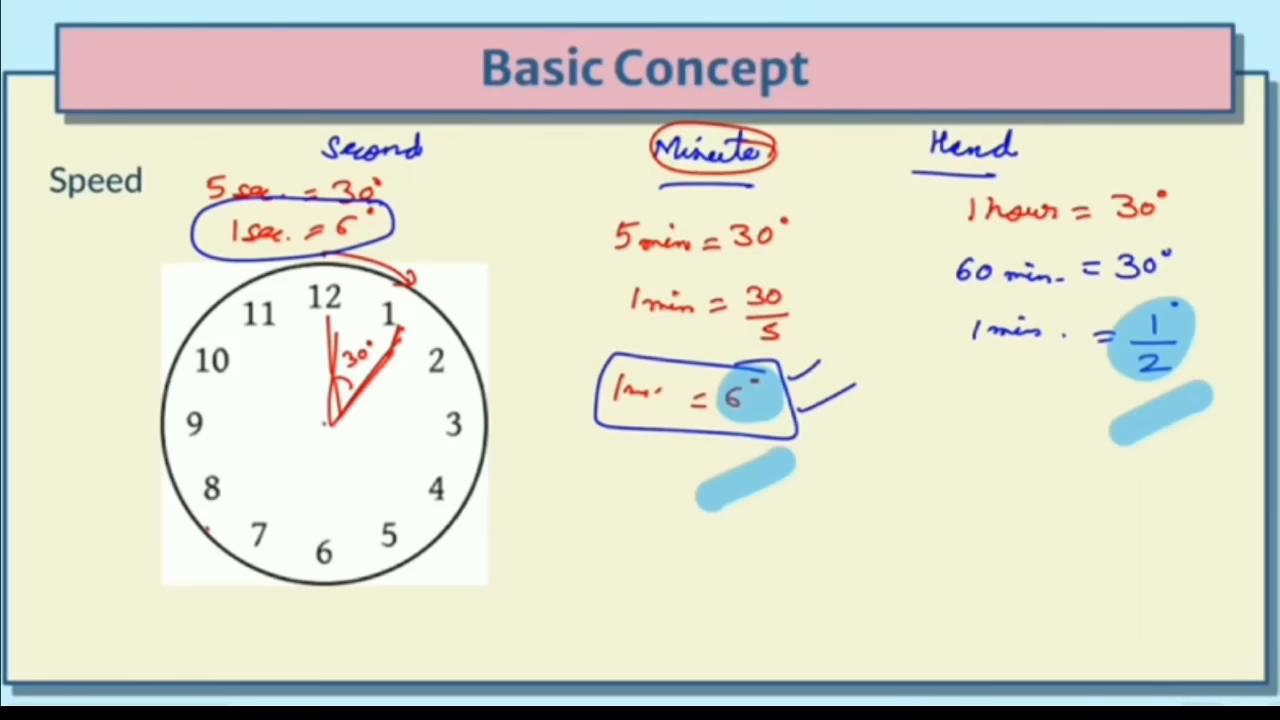 Basic Concept
Speed
Second
5 sec. = 30°
1 sec. = 6°
Minute
5 min = 30°
1 min = 30/5
= 6°
Hand
1 hour = 30°
60 min. = 30°
1 min. = 1/2°
12
11
1
30°
10
2
9
3
8
4
7
5
6